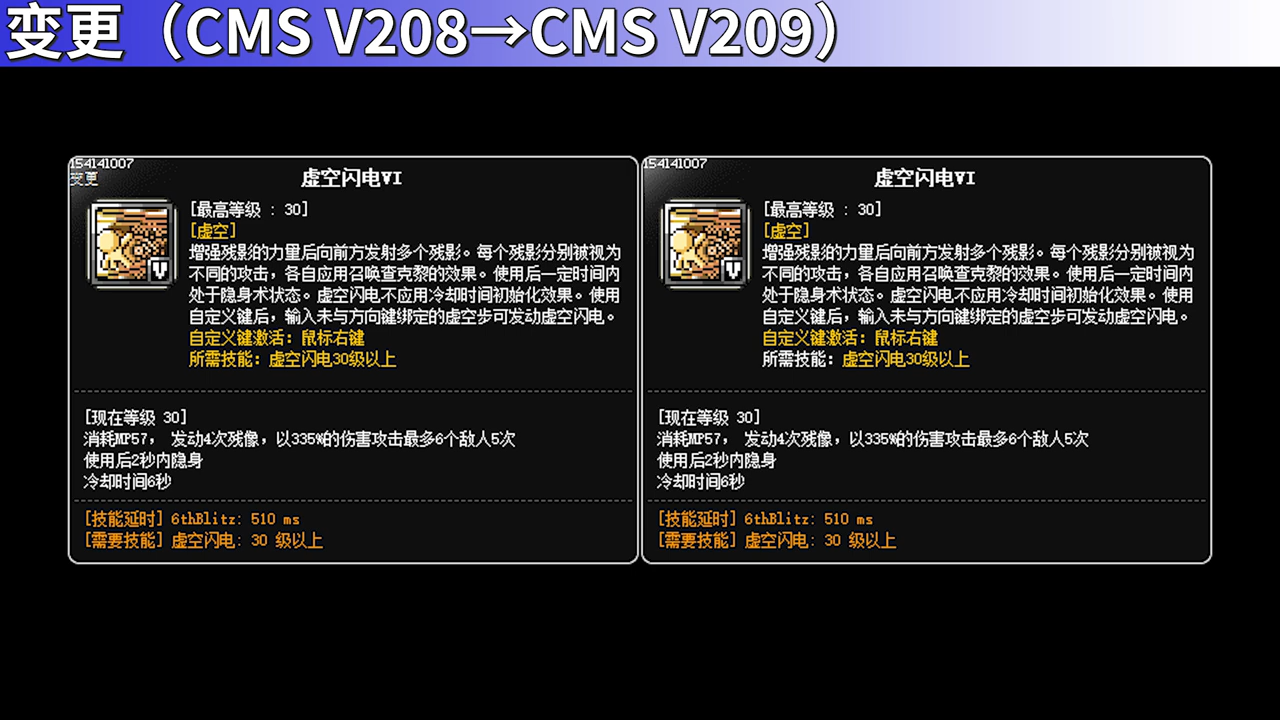 变更（CMS V208→CMS V209）
154141007
变更
虚空闪电VI
[最高等级 : 30]
[虚空]
增强残影的力量后向前方发射多个残影。每个残影分别被视为
不同的攻击，各自应用召唤查克黎的效果。使用后一定时间内
处于隐身术状态。虚空闪电不应用冷却时间初始化效果。使用
自定义键后，输入未与方向键绑定的虚空步可发动虚空闪电。
自定义键激活：鼠标右键
所需技能：虚空闪电30级以上
[现在等级 30]
消耗MP57， 发动4次残像，以335%的伤害攻击最多6个敌人5次
使用后2秒内隐身
冷却时间6秒
[技能延时] 6thBlitz: 510 ms
[需要技能] 虚空闪电: 30 级以上
154141007
虚空闪电VI
[最高等级 : 30]
[虚空]
增强残影的力量后向前方发射多个残影。每个残影分别被视为
不同的攻击，各自应用召唤查克黎的效果。使用后一定时间内
处于隐身术状态。虚空闪电不应用冷却时间初始化效果。使用
自定义键后，输入未与方向键绑定的虚空步可发动虚空闪电。
自定义键激活：鼠标右键
所需技能：虚空闪电30级以上
[现在等级 30]
消耗MP57， 发动4次残像，以335%的伤害攻击最多6个敌人5次
使用后2秒内隐身
冷却时间6秒
[技能延时] 6thBlitz: 510 ms
[需要技能] 虚空闪电: 30 级以上